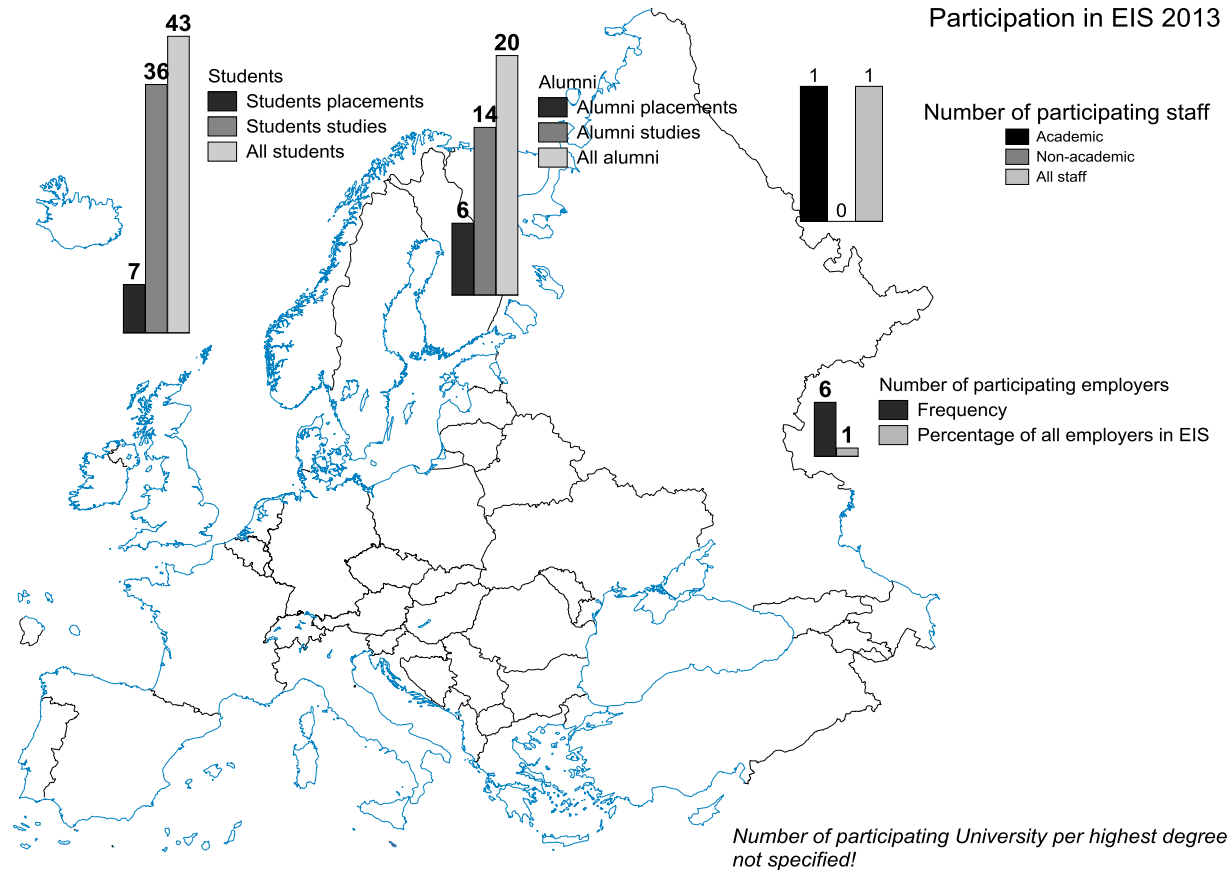 Participation in EIS 2013
43
36
7
Students
Students placements
Students studies
All students
20
14
6
Alumni
Alumni placements
Alumni studies
All alumni
1
0
1
Number of participating staff
Academic
Non-academic
All staff
6
1
Number of participating employers
Frequency
Percentage of all employers in EIS
Number of participating University per highest degree
not specified!